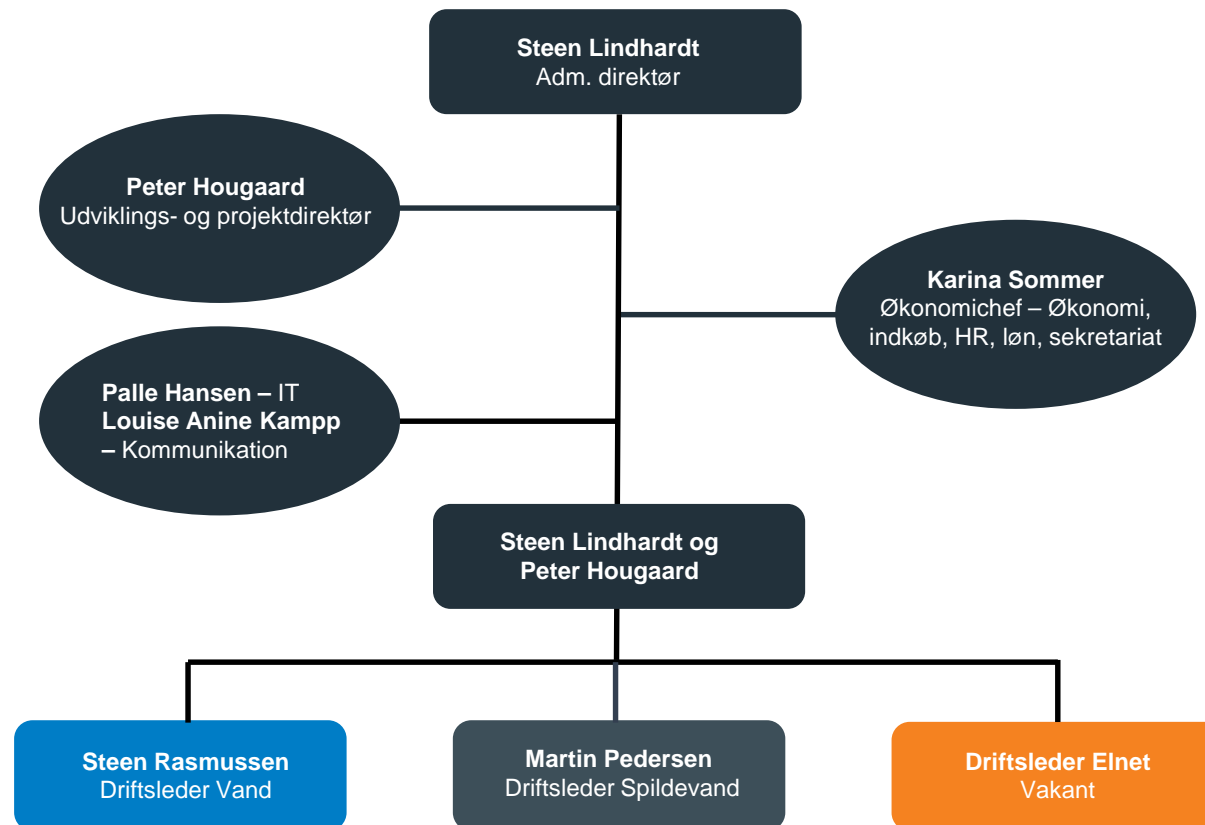 Steen Lindhardt
Adm. direktør
Peter Hougaard
Udviklings- og projektdirektør
Karina Sommer
Økonomichef – Økonomi,
indkøb, HR, løn, sekretariat
Palle Hansen – IT
Louise Anine Kampp
– Kommunikation
Steen Lindhardt og
Peter Hougaard
Steen Rasmussen
Driftsleder Vand
Martin Pedersen
Driftsleder Spildevand
Driftsleder Elnet
Vakant